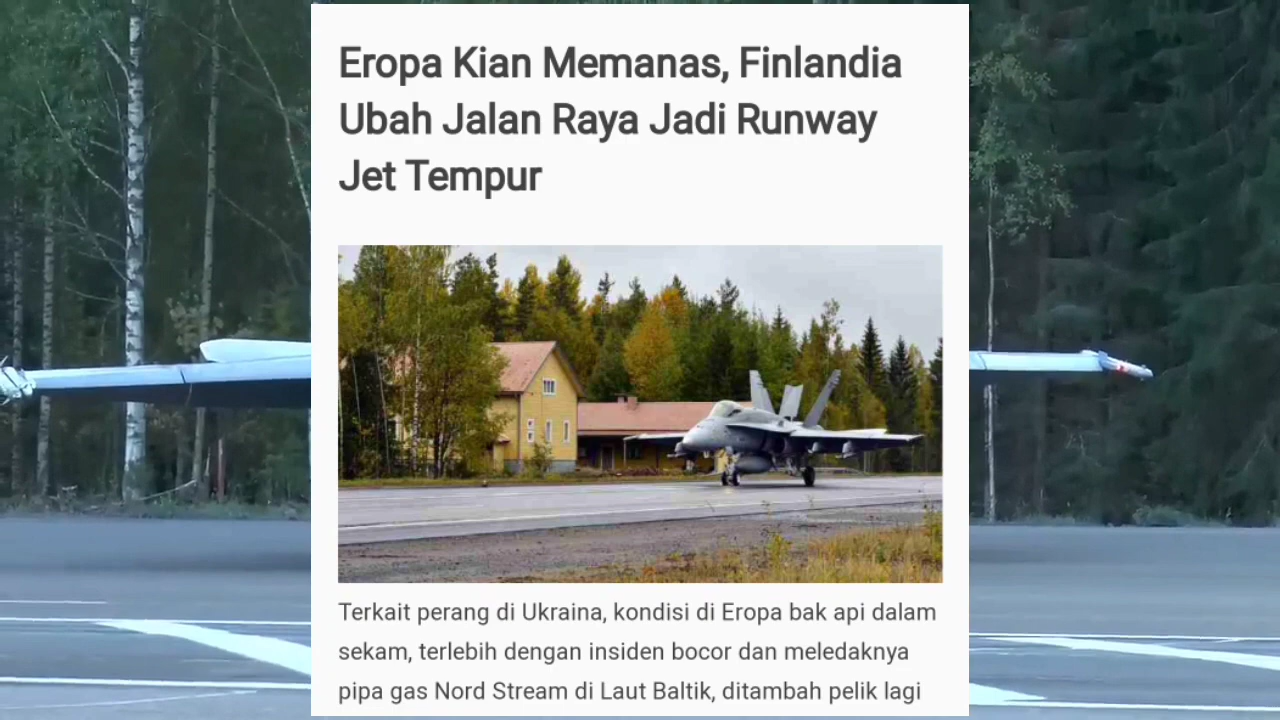 Eropa Kian Memanas, Finlandia
Ubah Jalan Raya Jadi Runway
Jet Tempur
Terkait perang di Ukraina, kondisi di Eropa bak api dalam
sekam, terlebih dengan insiden bocor dan meledaknya
pipa gas Nord Stream di Laut Baltik, ditambah pelik lagi